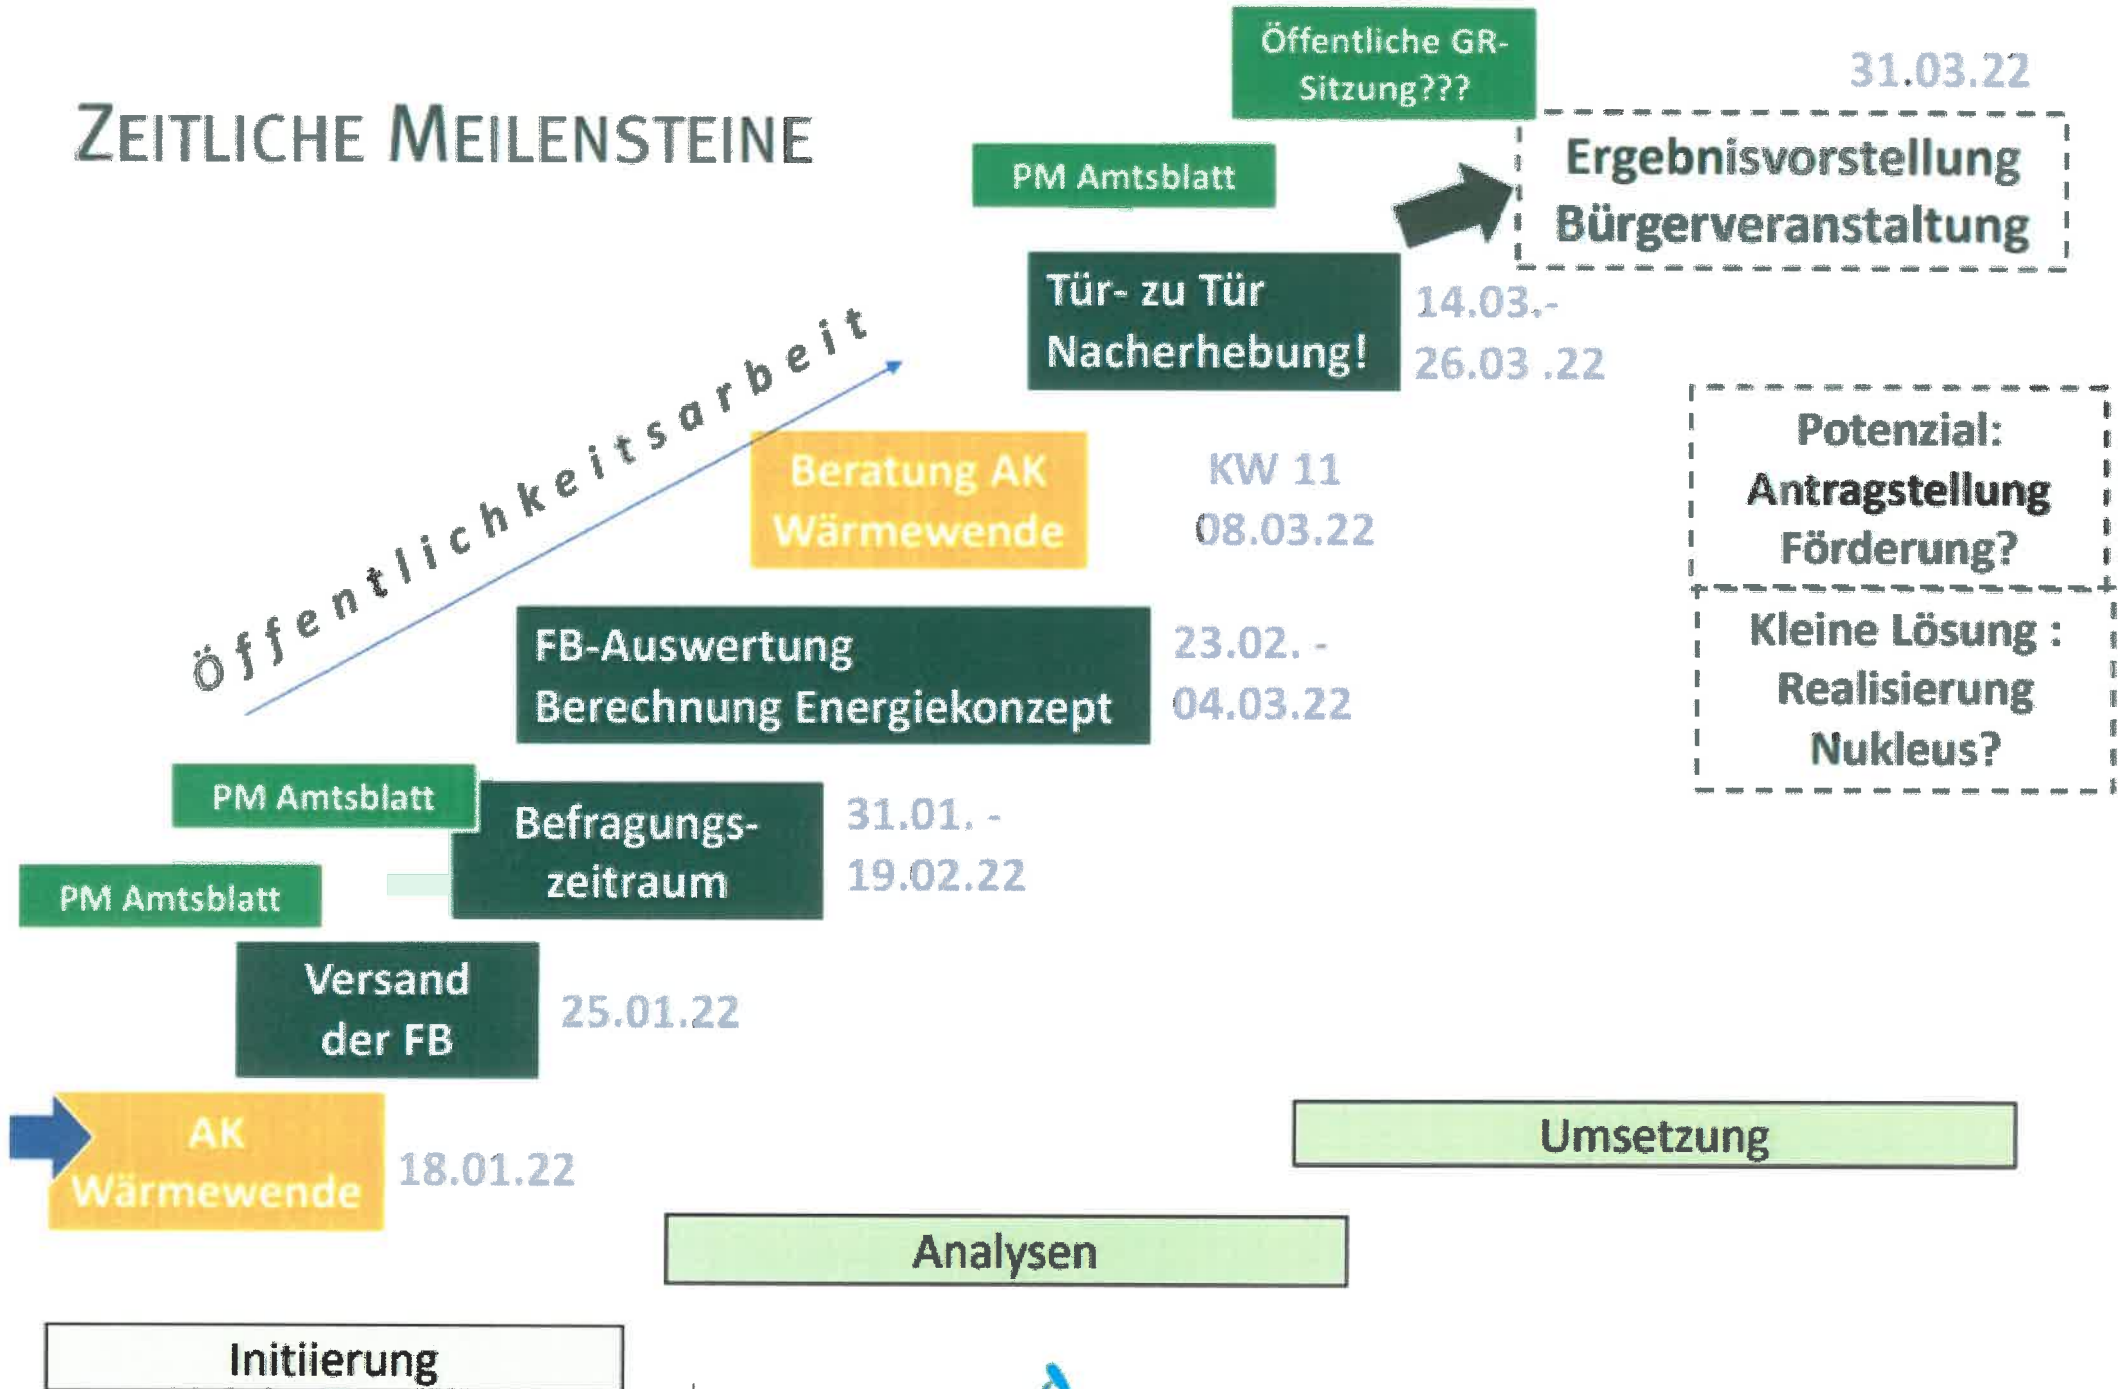 ZEITLICHE MEILENSTEINE
Öffentliche GR-
Sitzung???
31.03.22
PM Amtsblatt
Ergebnisvorstellung
Bürgerveranstaltung
Tür- zu Tür
Nacherhebung!
14.03.-
26.03 .22
Öffentlichkeitsarbeit
Beratung AK
Wärmewende
KW 11
08.03.22
Potenzial:
Antragstellung
Förderung?
Kleine Lösung :
Realisierung
Nukleus?
FB-Auswertung
Berechnung Energiekonzept
23.02. -
04.03.22
PM Amtsblatt
Befragungs-
zeitraum
31.01. -
19.02.22
PM Amtsblatt
Versand
der FB
25.01.22
AK
Wärmewende
18.01.22
Umsetzung
Analysen
Initiierung